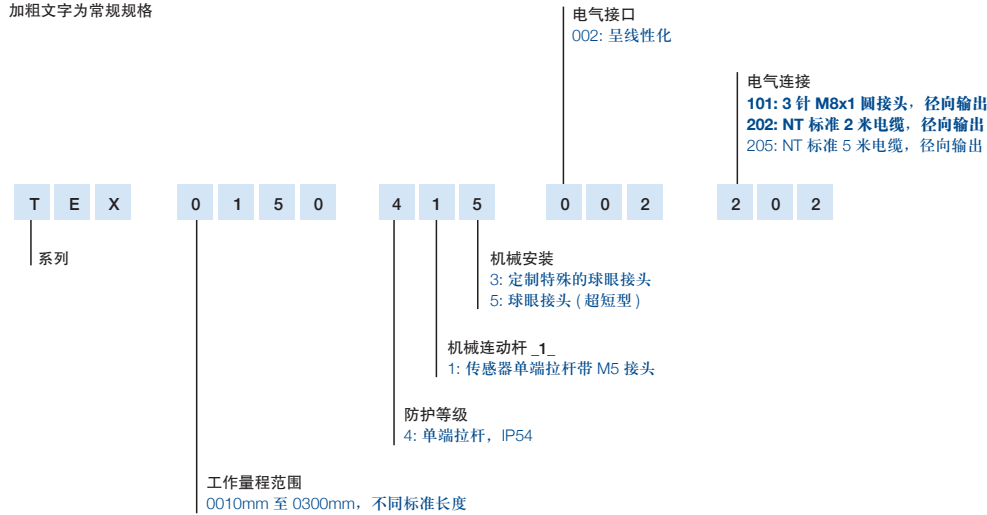 加粗文字为常规规格
电气接口
002: 呈线性化
电气连接
101: 3 针 M8x1 圆接头，径向输出
202: NT 标准 2 米电缆，径向输出
205: NT 标准 5 米电缆，径向输出
T E X 0 1 5 0 4 1 5 0 0 2 2 0 2
系列
机械安装
3: 定制特殊的球眼接头
5: 球眼接头 ( 超短型 )
机械连动杆 _1_
1: 传感器单端拉杆带 M5 接头
防护等级
4: 单端拉杆，IP54
工作量程范围
0010mm 至 0300mm，不同标准长度